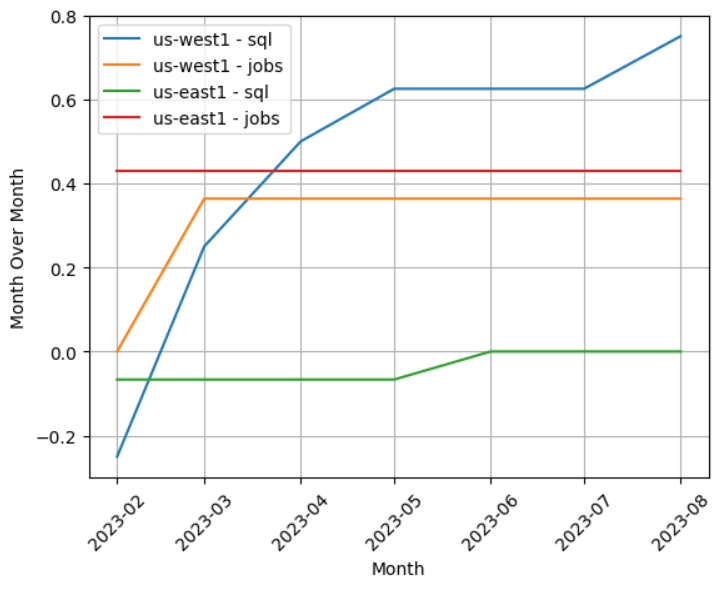 us-west1 - sql
us-west1 - jobs
us-east1 - sql
us-east1 - jobs
Month Over Month
0.8
0.6
0.4
0.2
0.0
−0.2
2023-02
2023-03
2023-04
2023-05
2023-06
2023-07
2023-08
Month